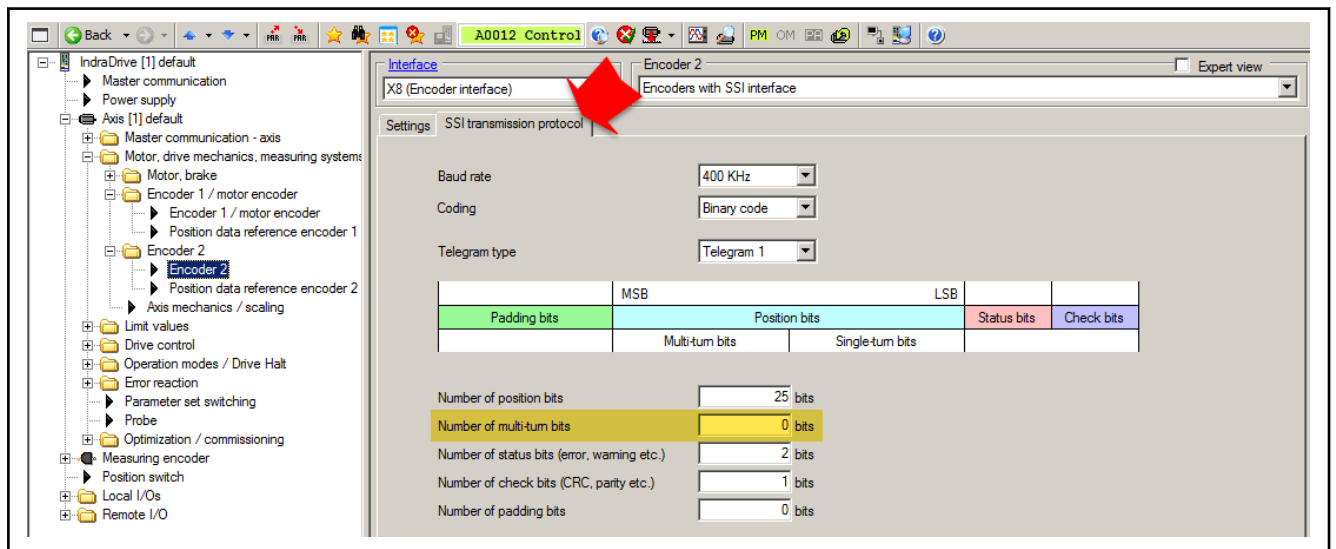 Back
PAR PAR
A0012 Control
PM OM
IndraDrive [1] default
Master communication
Power supply
Axis [1] default
Master communication - axis
Motor, drive mechanics, measuring systems
Motor, brake
Encoder 1 / motor encoder
Encoder 1 / motor encoder
Position data reference encoder 1
Encoder 2
Encoder 2
Position data reference encoder 2
Axis mechanics / scaling
Limit values
Drive control
Operation modes / Drive Halt
Error reaction
Parameter set switching
Probe
Optimization / commissioning
Measuring encoder
Position switch
Local I/Os
Remote I/O
Interface
X8 (Encoder interface)
Encoder 2
Expert view
Encoders with SSI interface
Settings SSI transmission protocol
Baud rate 400 KHz
Coding Binary code
Telegram type Telegram 1
MSB LSB
Padding bits Position bits Status bits Check bits
Multi-turn bits Single-turn bits
Number of position bits 25 bits
Number of multi-turn bits 0 bits
Number of status bits (error, warning etc.) 2 bits
Number of check bits (CRC, parity etc.) 1 bits
Number of padding bits 0 bits